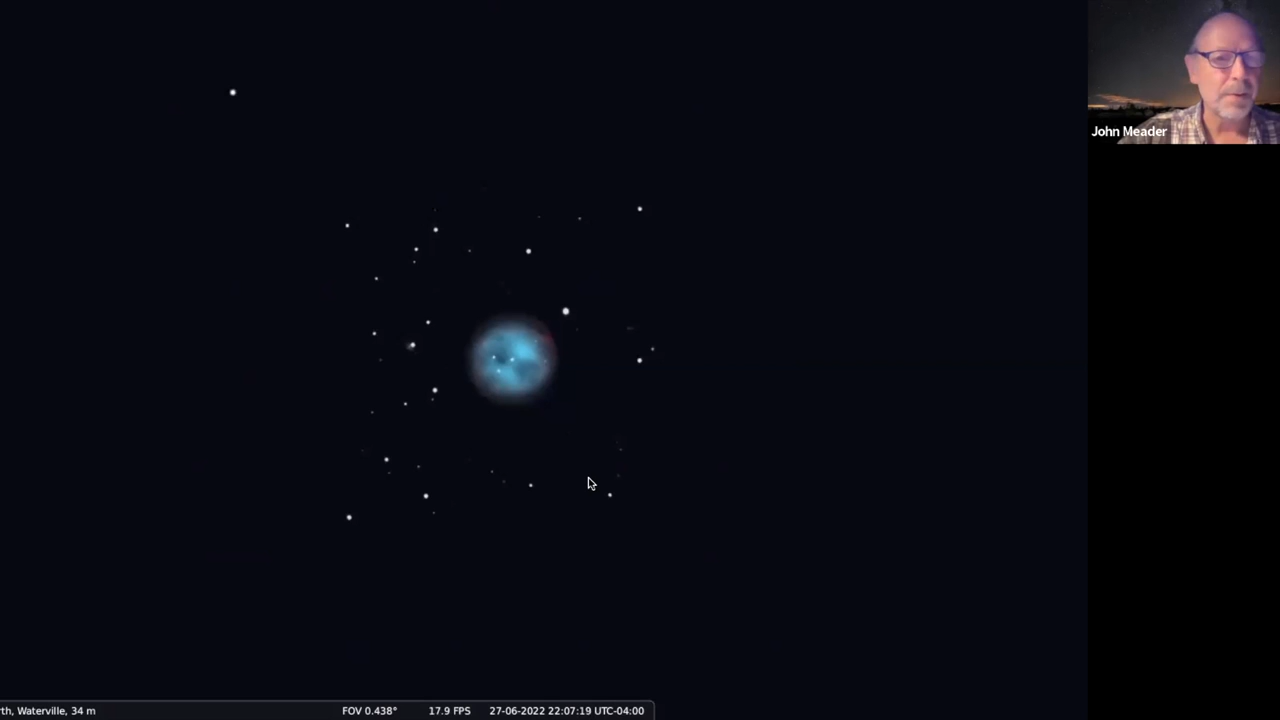 John Meader
rth, Waterville, 34 m
FOV 0.438°
17.9 FPS
27-06-2022 22:07:19 UTC-04:00